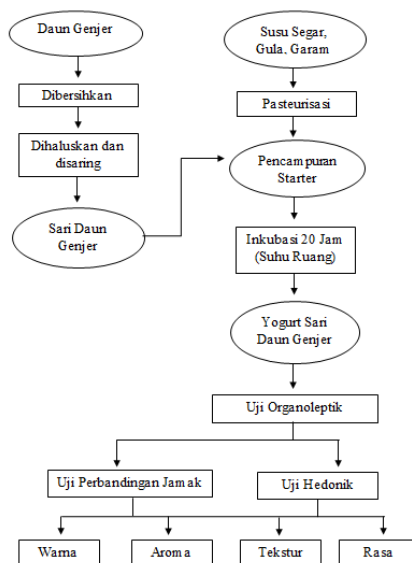 Daun Genjer
Dibersihkan
Dihaluskan dan
disaring
Sari Daun
Genjer
Susu Segar,
Gula, Garam
Pasteurisasi
Pencampuran
Starter
Inkubasi 20 Jam
(Suhu Ruang)
Yogurt Sari
Daun Genjer
Uji Organoleptik
Uji Perbandingan Jamak
Uji Hedonik
Warna
Aroma
Tekstur
Rasa